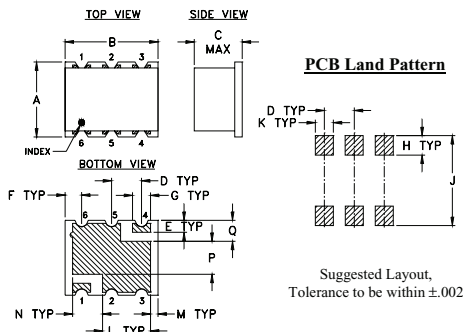 TOP VIEW
SIDE VIEW
B
C
MAX
A
1 2 3
6 5 4
INDEX
PCB Land Pattern
D TYP
K TYP
H TYP
J
BOTTOM VIEW
F TYP
D TYP
G TYP
6 5 4
E TYP
Q
P
1 2 3
N TYP
M TYP
L TYP
Suggested Layout,
Tolerance to be within ±.002